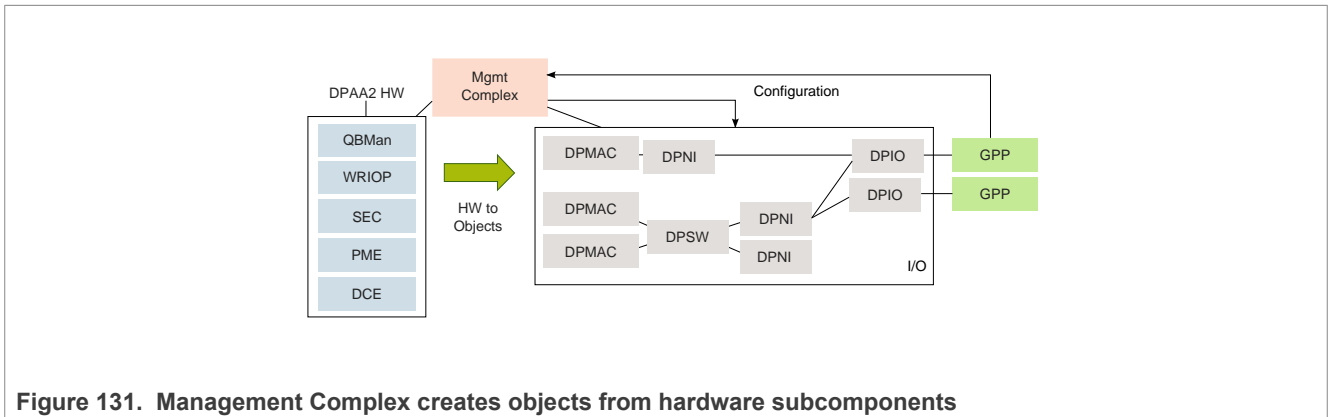 Mgmt
Complex
DPAA2 HW
Configuration
QBMan
WRIOP
SEC
PME
DCE
HW to
Objects
DPMAC
DPNI
DPIO
GPP
DPMAC
DPNI
DPIO
GPP
DPSW
DPMAC
DPNI
I/O
Figure 131. Management Complex creates objects from hardware subcomponents